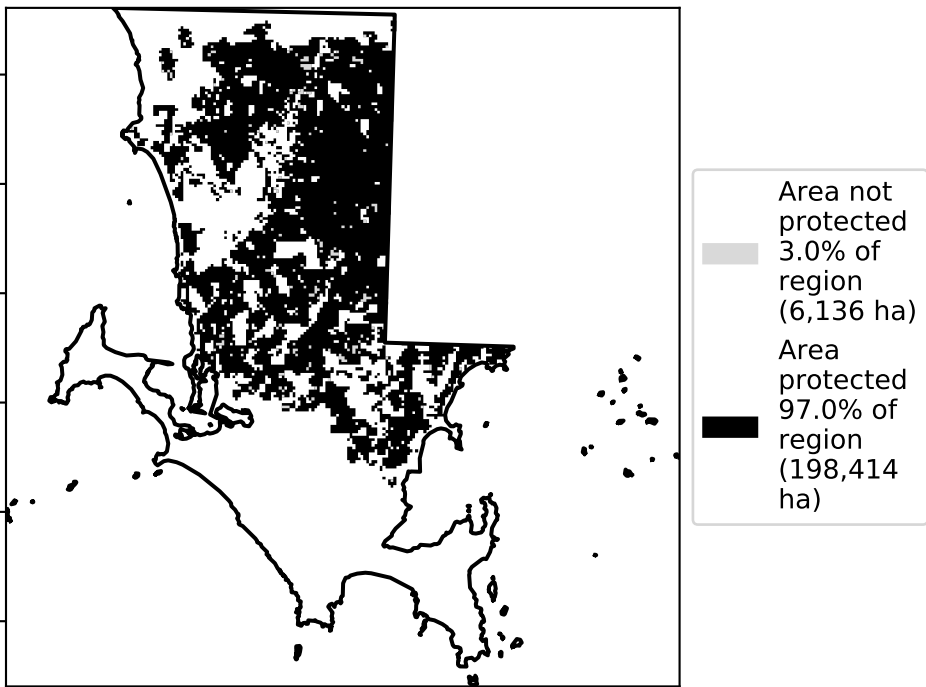 Area not
protected
3.0% of
region
(6,136 ha)
Area
protected
97.0% of
region
(198,414
ha)